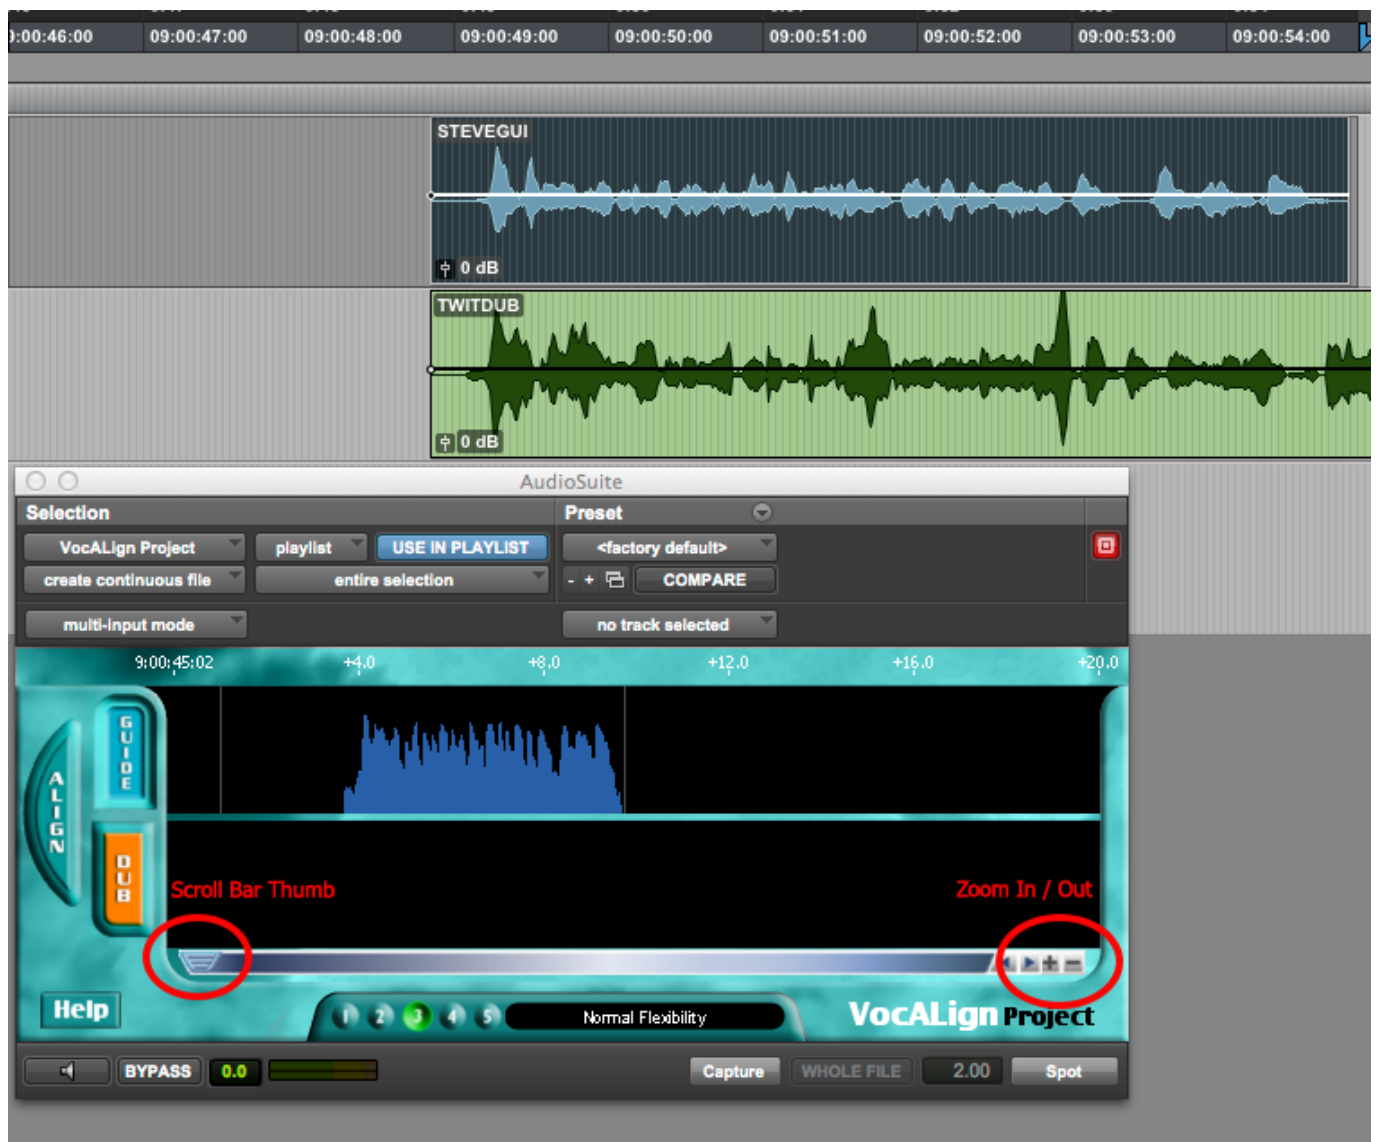 :00:46:00 09:00:47:00 09:00:48:00 09:00:49:00 09:00:50:00 09:00:51:00 09:00:52:00 09:00:53:00 09:00:54:00
STEVEGUI
0 dB
TWITDUB
0 dB
AudioSuite
Selection Preset
VocALign Project playlist USE IN PLAYLIST <factory default>
create continuous file entire selection - + COMPARE
multi-input mode no track selected
9:00:45:02 +4.0 +8.0 +12.0 +16.0 +20.0
GUIDE
ALIGN
DUB
Scroll Bar Thumb Zoom In / Out
Help 1 2 3 4 5 Normal Flexibility VocALign Project
BYPASS 0.0 Capture WHOLE FILE 2.00 Spot